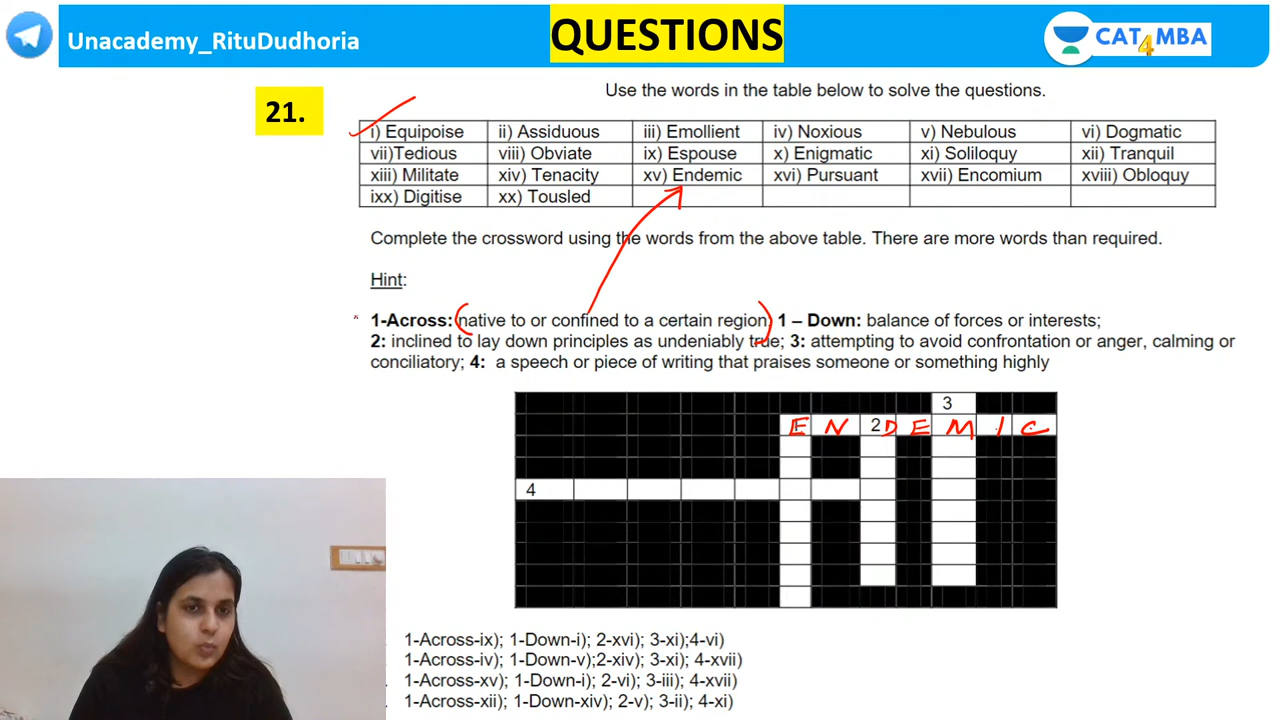 Unacademy_RituDudhoria
QUESTIONS
CAT4MBA
21.
Use the words in the table below to solve the questions.
i) Equipoise ii) Assiduous iii) Emollient iv) Noxious v) Nebulous vi) Dogmatic
vii)Tedious viii) Obviate ix) Espouse x) Enigmatic xi) Soliloquy xii) Tranquil
xiii) Militate xiv) Tenacity xv) Endemic xvi) Pursuant xvii) Encomium xviii) Obloquy
ixx) Digitise xx) Tousled
Complete the crossword using the words from the above table. There are more words than required.
Hint:
1-Across: native to or confined to a certain region; 1 – Down: balance of forces or interests;
2: inclined to lay down principles as undeniably true; 3: attempting to avoid confrontation or anger, calming or
conciliatory; 4: a speech or piece of writing that praises someone or something highly
3
E N 2 D E M I C
4
1-Across-ix); 1-Down-i); 2-xvi); 3-xi);4-vi)
1-Across-iv); 1-Down-v);2-xiv); 3-xi); 4-xvii)
1-Across-xv); 1-Down-i); 2-vi); 3-iii); 4-xvii)
1-Across-xii); 1-Down-xiv); 2-v); 3-ii); 4-xi)